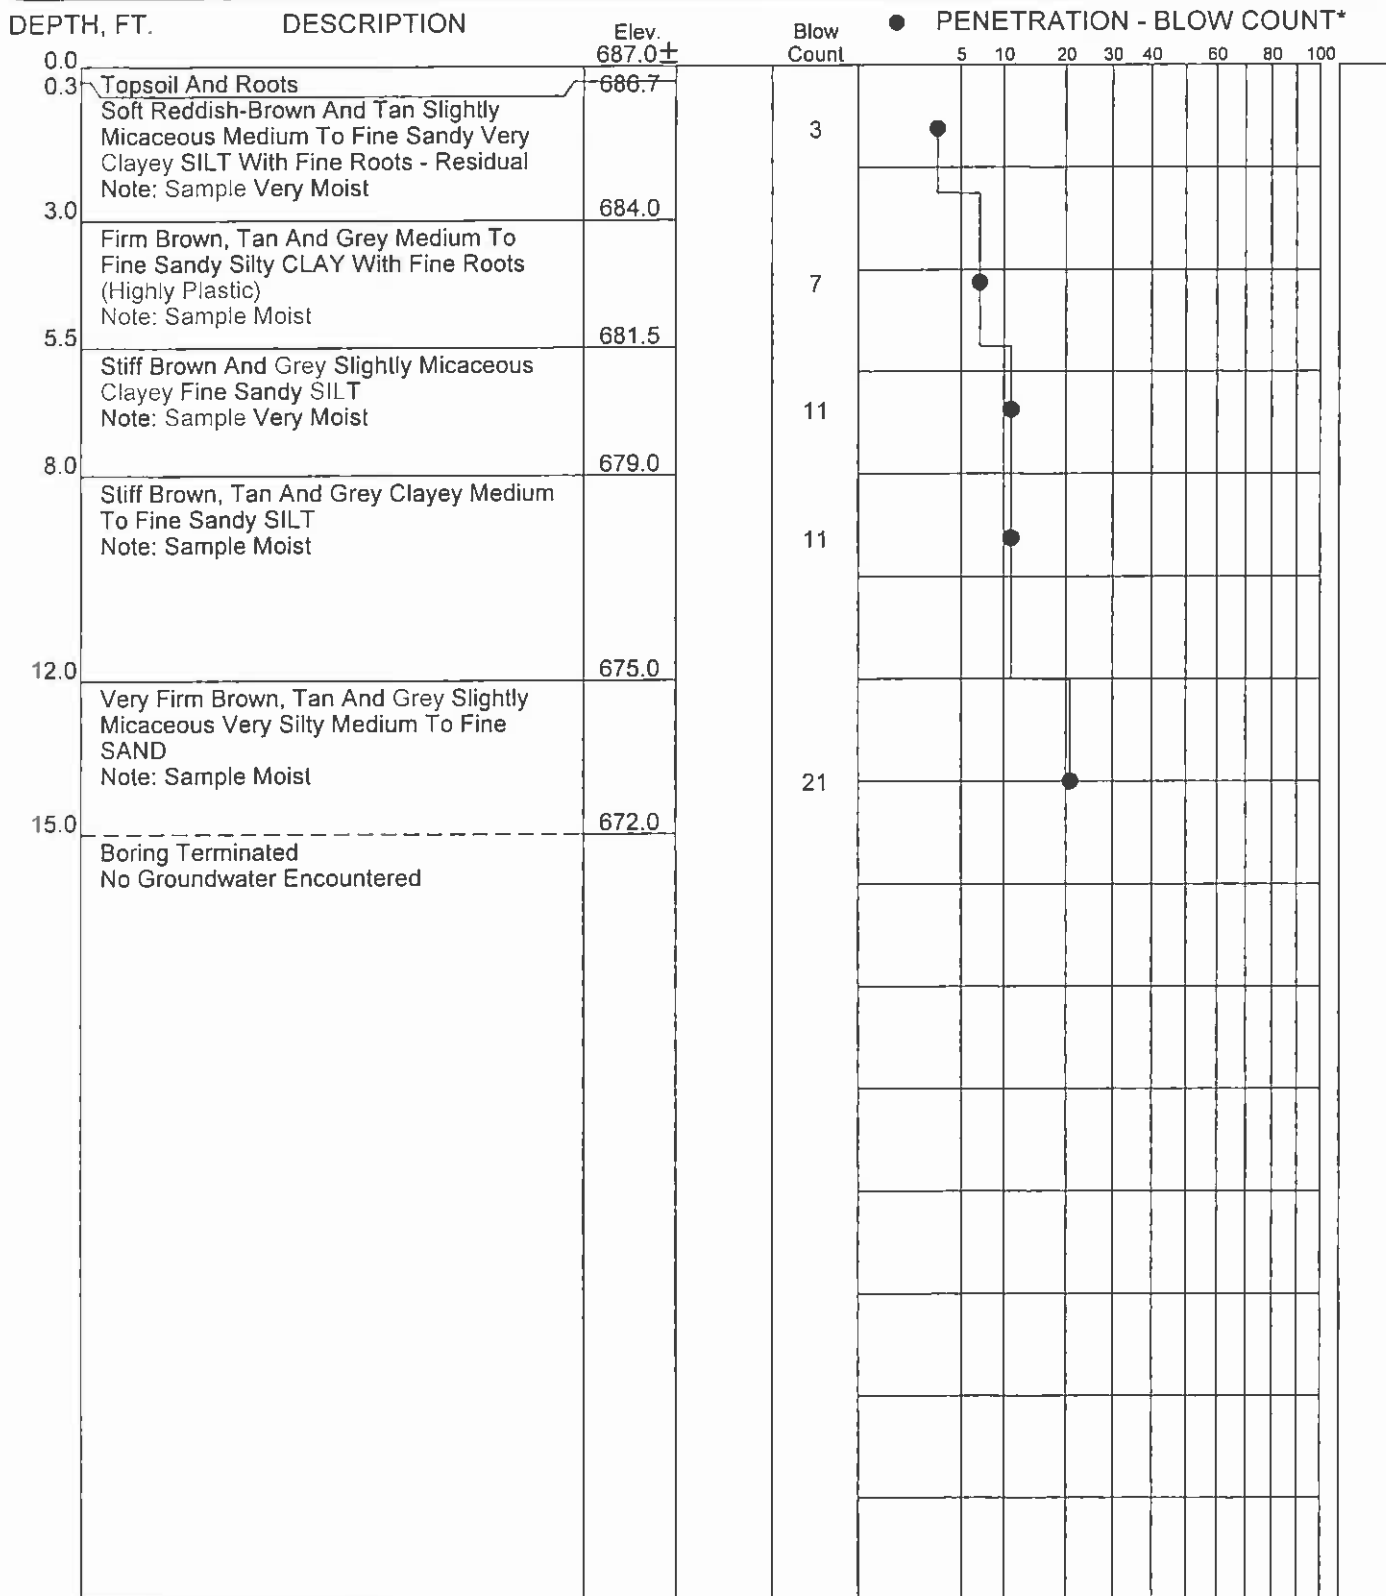 DEPTH, FT. DESCRIPTION Elev. 687.0± Blow Count ● PENETRATION - BLOW COUNT*
5 10 20 30 40 60 80 100
0.0
0.3 Topsoil And Roots 686.7
Soft Reddish-Brown And Tan Slightly
Micaceous Medium To Fine Sandy Very
Clayey SILT With Fine Roots - Residual
Note: Sample Very Moist
3
3.0 684.0
Firm Brown, Tan And Grey Medium To
Fine Sandy Silty CLAY With Fine Roots
(Highly Plastic)
Note: Sample Moist
7
5.5 681.5
Stiff Brown And Grey Slightly Micaceous
Clayey Fine Sandy SILT
Note: Sample Very Moist
11
8.0 679.0
Stiff Brown, Tan And Grey Clayey Medium
To Fine Sandy SILT
Note: Sample Moist
11
12.0 675.0
Very Firm Brown, Tan And Grey Slightly
Micaceous Very Silty Medium To Fine
SAND
Note: Sample Moist
21
15.0 672.0
Boring Terminated
No Groundwater Encountered